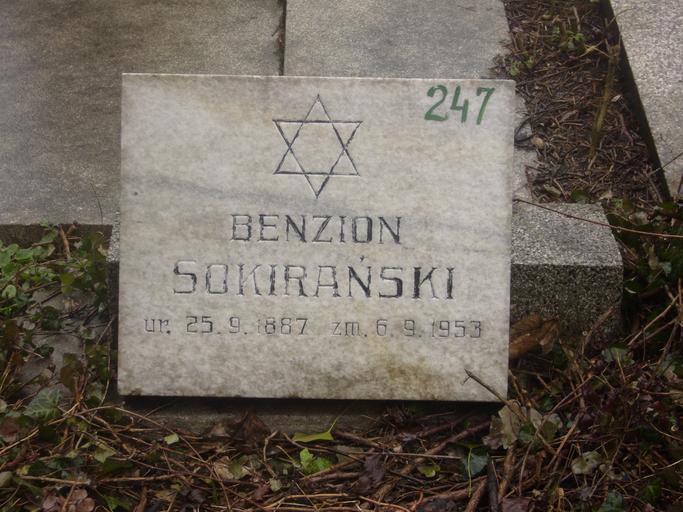 247
BENZION
SOKIRAŃSKI
ur. 25.9.1887 zm. 6.9.1953